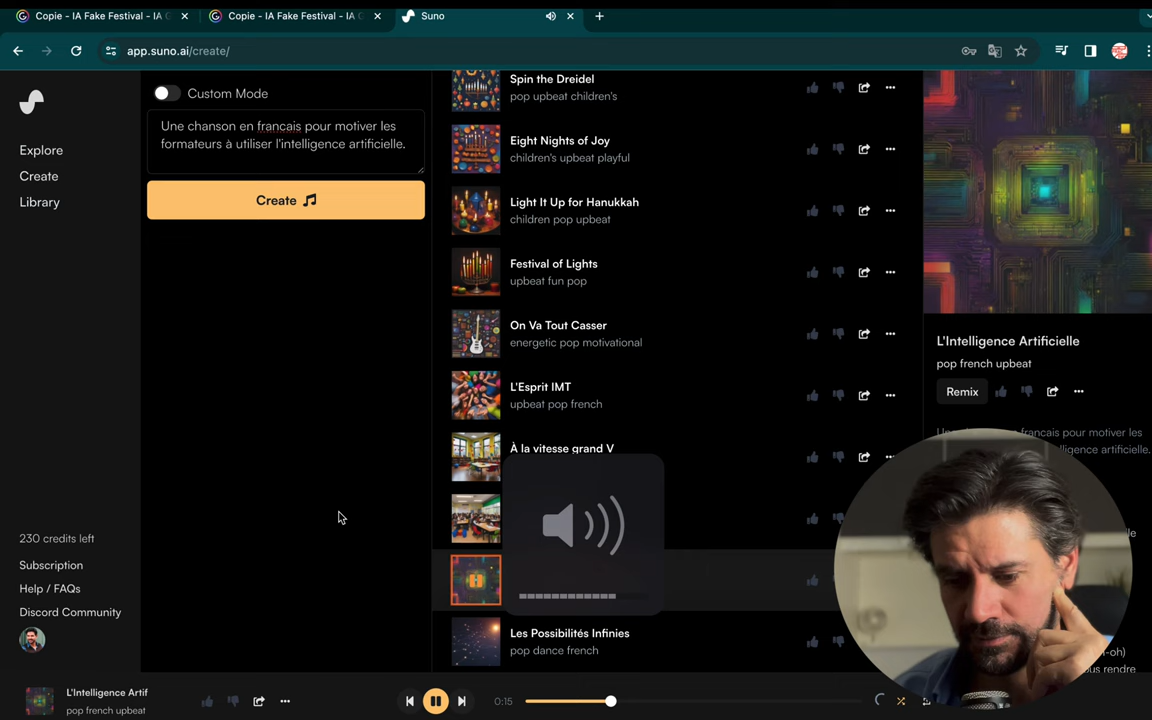 Copie - IA Fake Festival - IA
Copie - IA Fake Festival - IA
Suno
app.suno.ai/create/
Custom Mode
Une chanson en francais pour motiver les
formateurs à utiliser l'intelligence artificielle.
Create
Explore
Create
Library
230 credits left
Subscription
Help / FAQs
Discord Community
Spin the Dreidel
pop upbeat children's
Eight Nights of Joy
children's upbeat playful
Light It Up for Hanukkah
children pop upbeat
Festival of Lights
upbeat fun pop
On Va Tout Casser
energetic pop motivational
L'Esprit IMT
upbeat pop french
À la vitesse grand V
Les Possibilités Infinies
pop dance french
L'Intelligence Artificielle
pop french upbeat
Remix
francais pour motiver les
artificielle.
L'Intelligence Artif
pop french upbeat
0:15